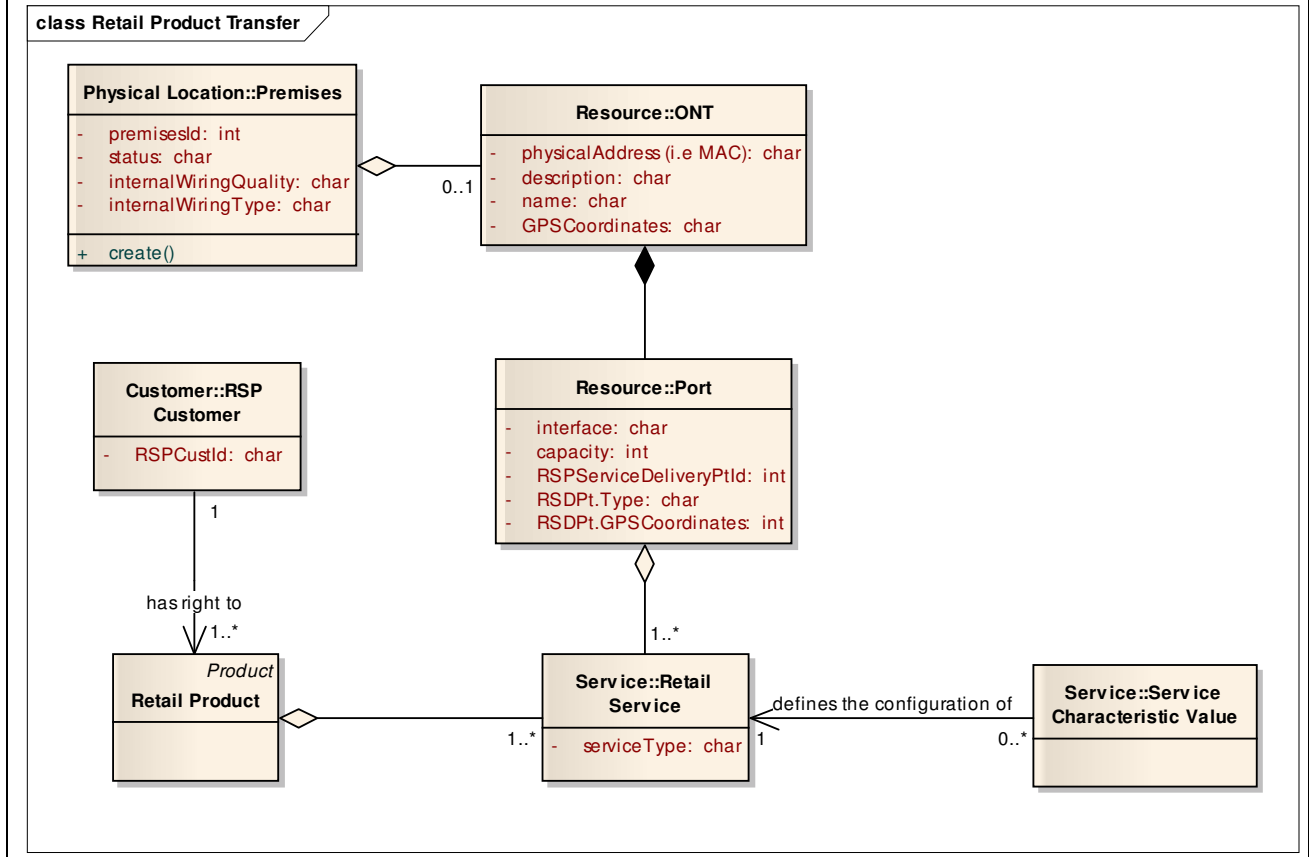 class Retail Product Transfer
Physical Location::Premises
- premisesId: int
- status: char
- internalWiringQuality: char
- internalWiringType: char
+ create()
0..1
Resource::ONT
- physicalAddress (i.e MAC): char
- description: char
- name: char
- GPSCoordinates: char
Customer::RSP
Customer
- RSPCustId: char
1
has right to
1..*
Resource::Port
- interface: char
- capacity: int
- RSPServiceDeliveryPtId: int
- RSDPt.Type: char
- RSDPt.GPSCoordinates: int
1..*
Product
Retail Product
1..*
Service::Retail
Service
- serviceType: char
defines the configuration of
1
0..*
Service::Service
Characteristic Value